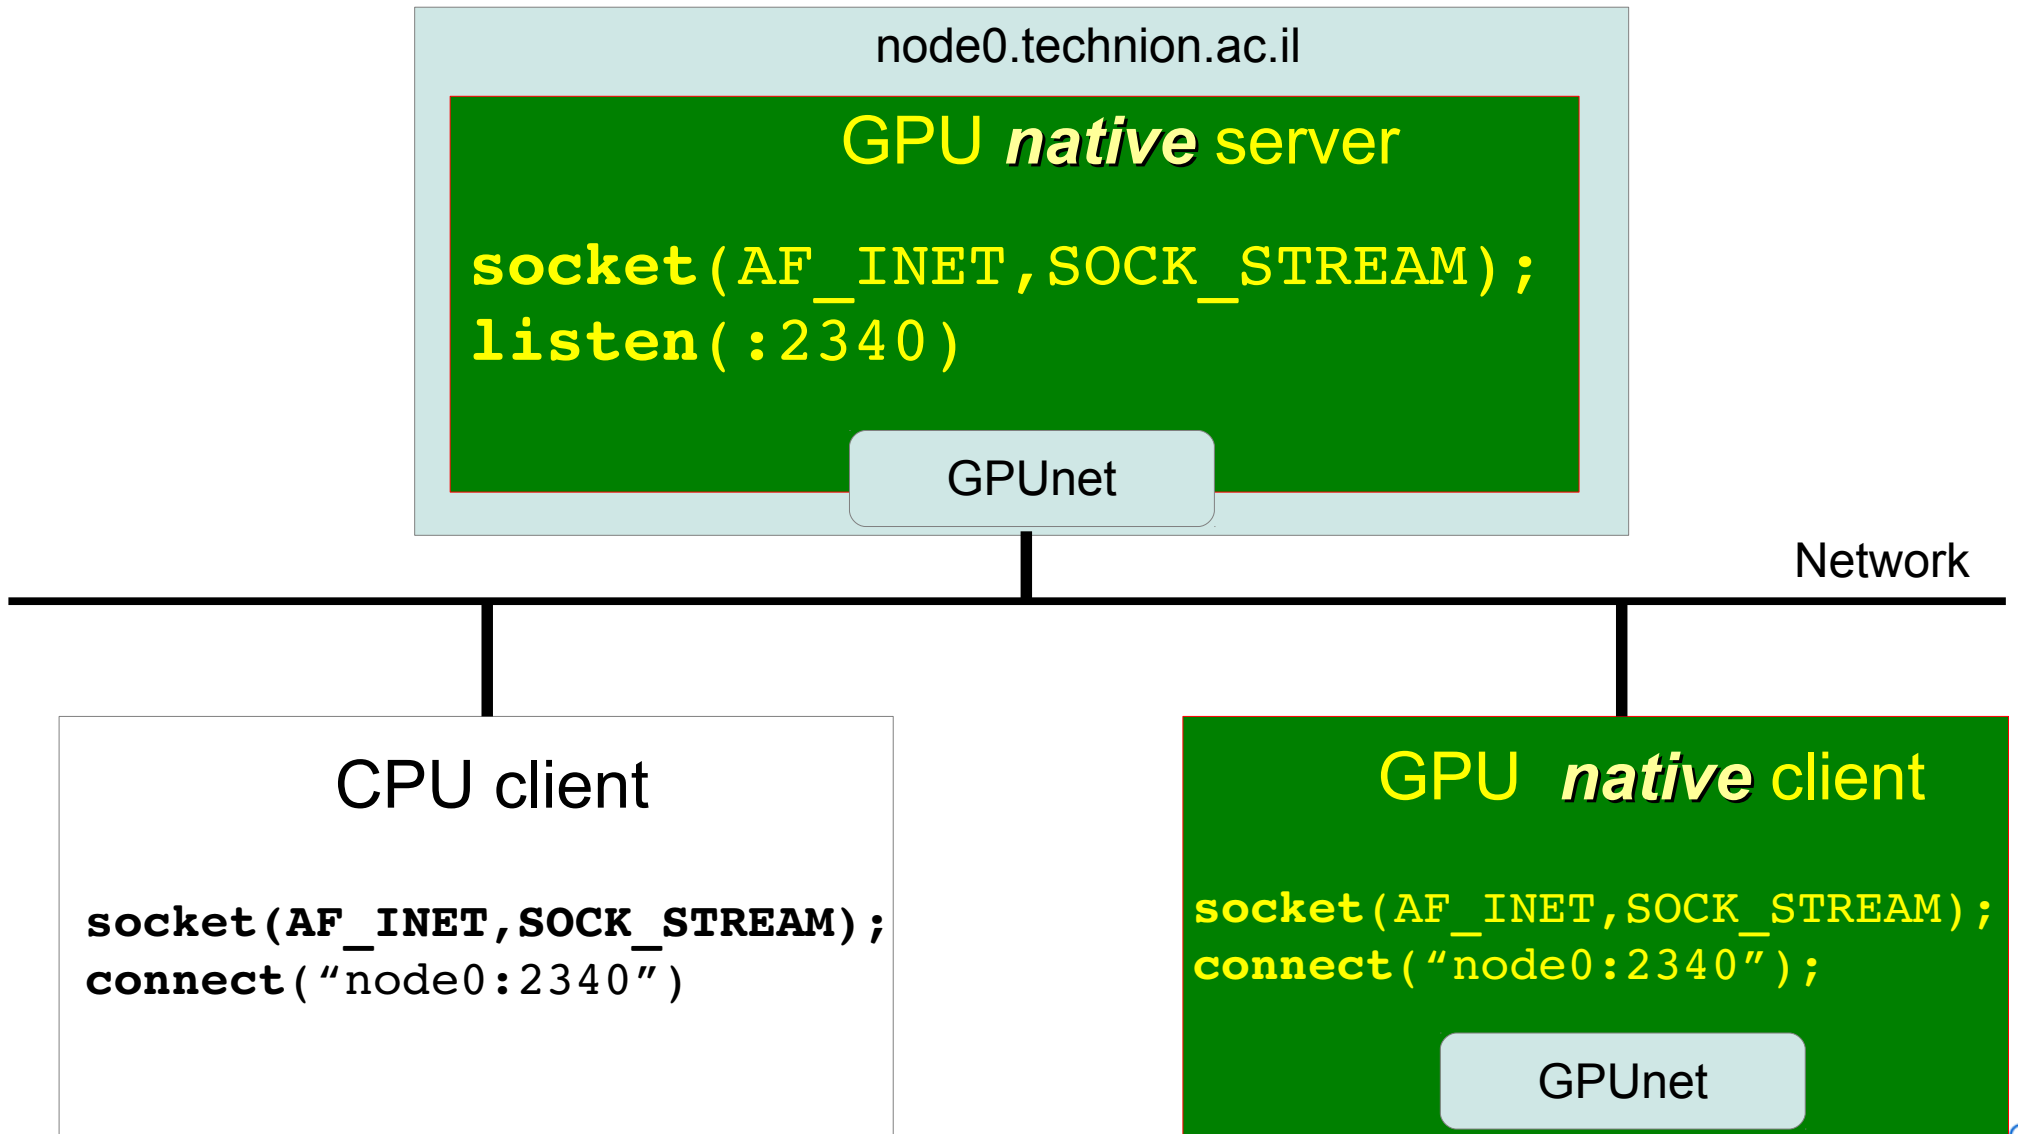 node0.technion.ac.il
GPU native server
socket(AF_INET,SOCK_STREAM);
listen(:2340)
GPUnet
Network
CPU client
socket(AF_INET,SOCK_STREAM);
connect(“node0:2340”)
GPU native client
socket(AF_INET,SOCK_STREAM);
connect(“node0:2340”);
GPUnet